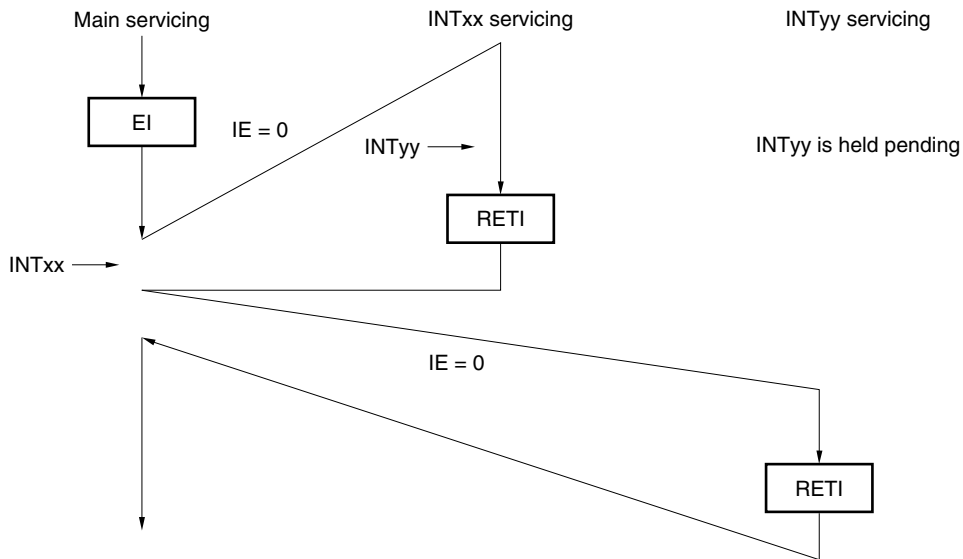 Main servicing
INTxx servicing
INTyy servicing
EI
IE = 0
INTyy
INTyy is held pending
RETI
INTxx
IE = 0
RETI